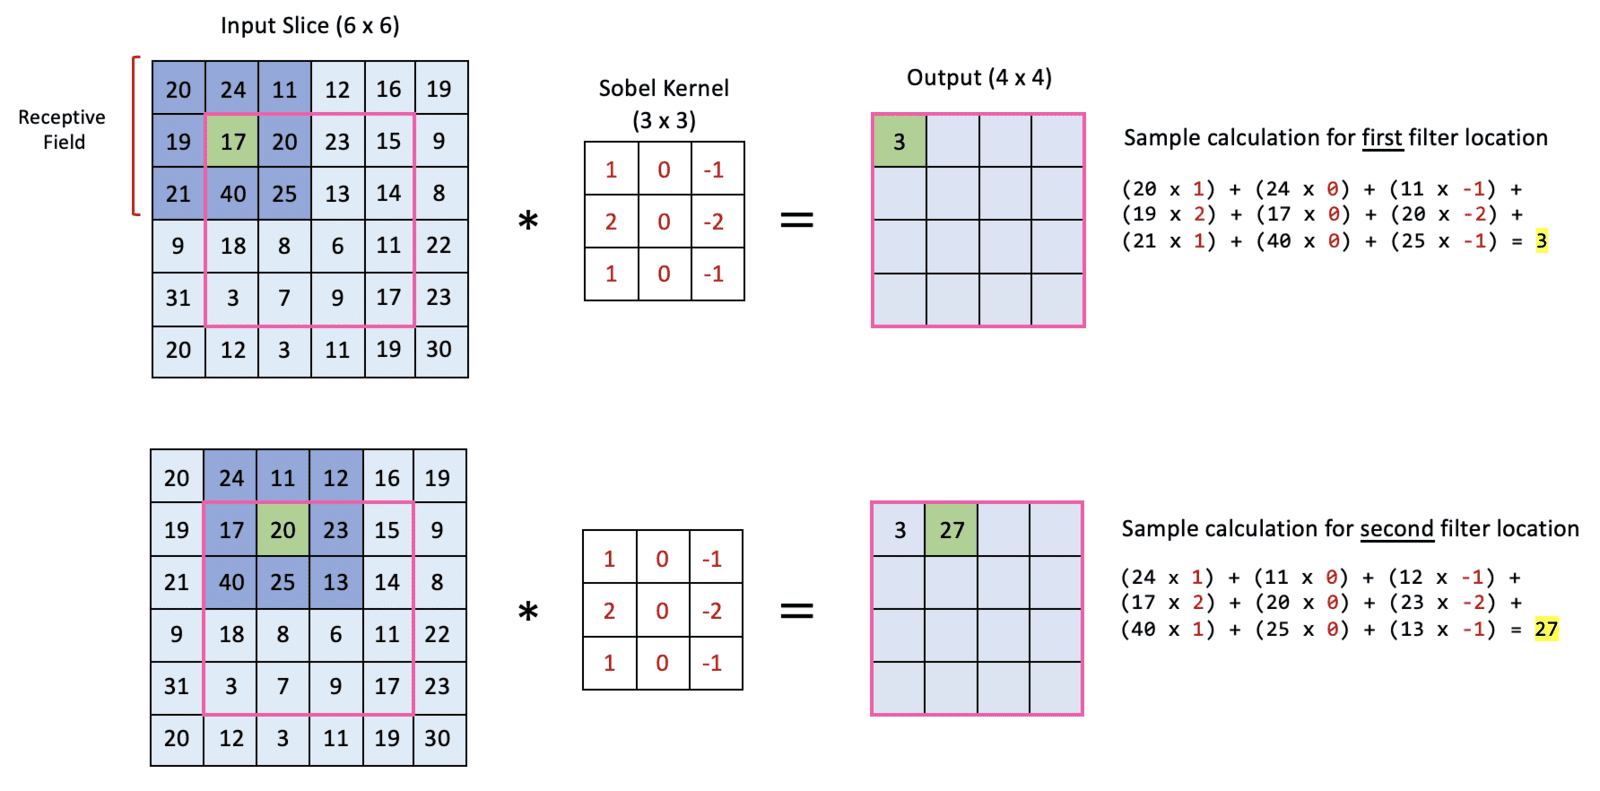 Input Slice (6 x 6)
Receptive
Field
20 24 11 12 16 19
19 17 20 23 15 9
21 40 25 13 14 8
9 18 8 6 11 22
31 3 7 9 17 23
20 12 3 11 19 30
*
Sobel Kernel
(3 x 3)
1 0 -1
2 0 -2
1 0 -1
=
Output (4 x 4)
3
Sample calculation for first filter location
(20 x 1) + (24 x 0) + (11 x -1) +
(19 x 2) + (17 x 0) + (20 x -2) +
(21 x 1) + (40 x 0) + (25 x -1) = 3
20 24 11 12 16 19
19 17 20 23 15 9
21 40 25 13 14 8
9 18 8 6 11 22
31 3 7 9 17 23
20 12 3 11 19 30
*
1 0 -1
2 0 -2
1 0 -1
=
3 27
Sample calculation for second filter location
(24 x 1) + (11 x 0) + (12 x -1) +
(17 x 2) + (20 x 0) + (23 x -2) +
(40 x 1) + (25 x 0) + (13 x -1) = 27